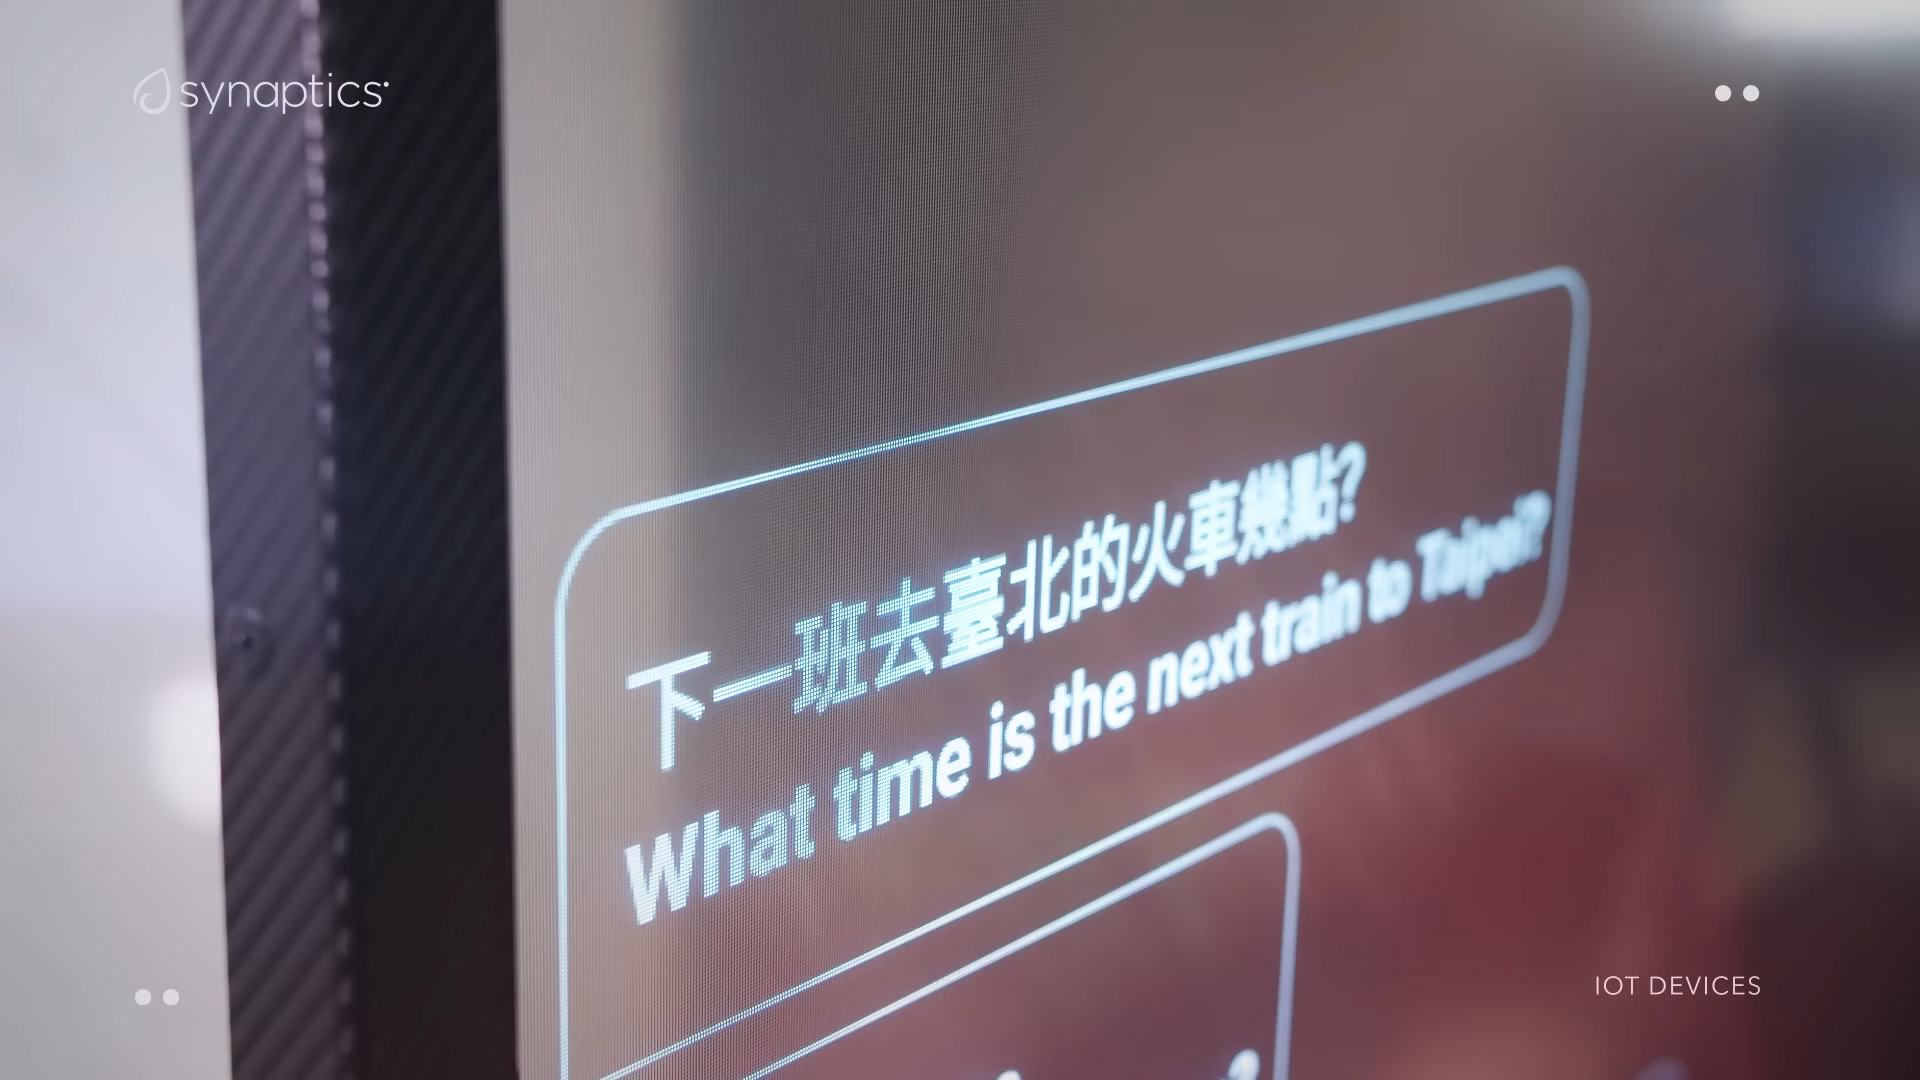 synaptics
下一班去臺北的火車幾點?
What time is the next train to Taipei?
?
IOT DEVICES